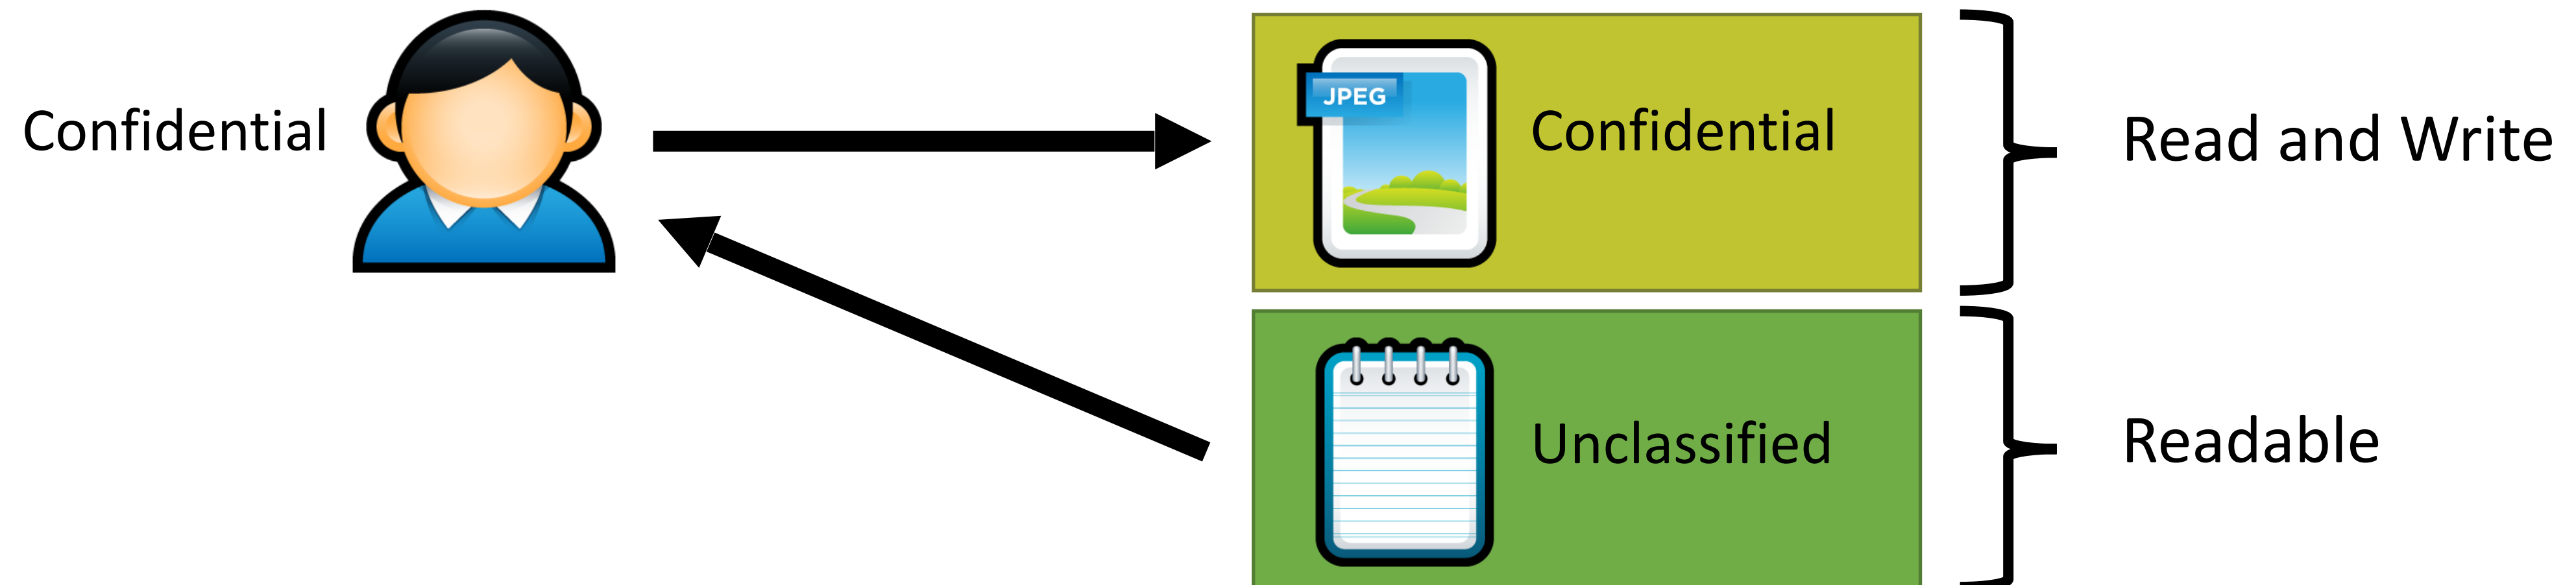 Confidential
JPEG
Confidential
Read and Write
Unclassified
Readable